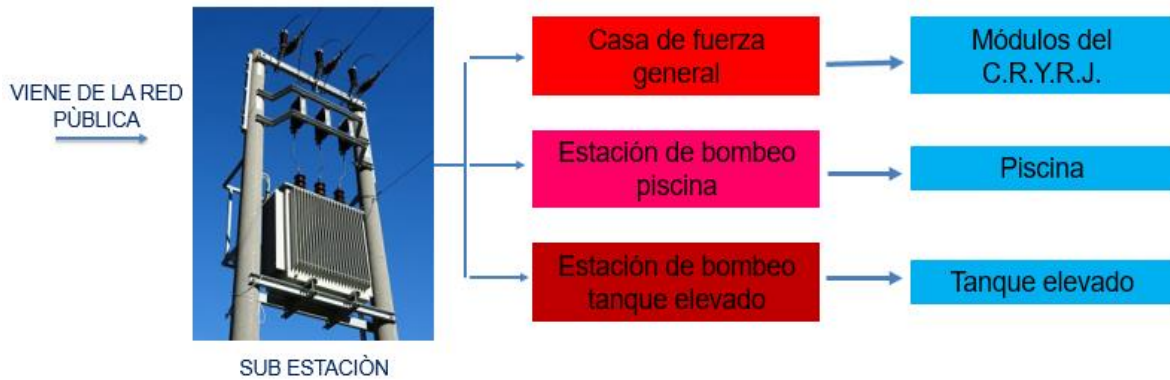 VIENE DE LA RED
PÙBLICA
SUB ESTACIÒN
Casa de fuerza
general
Módulos del
C.R.Y.R.J.
Estación de bombeo
piscina
Piscina
Estación de bombeo
tanque elevado
Tanque elevado